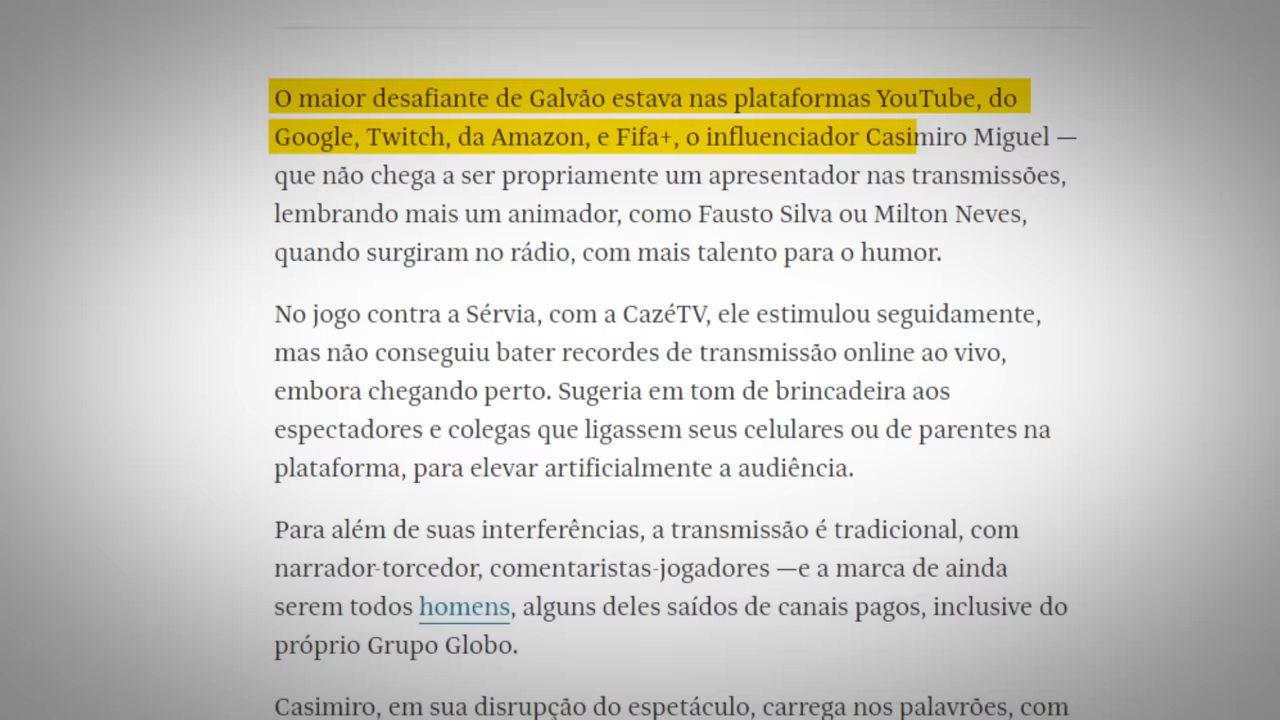 O maior desafiante de Galvão estava nas plataformas YouTube, do
Google, Twitch, da Amazon, e Fifa+, o influenciador Casimiro Miguel —
que não chega a ser propriamente um apresentador nas transmissões,
lembrando mais um animador, como Fausto Silva ou Milton Neves,
quando surgiram no rádio, com mais talento para o humor.
No jogo contra a Sérvia, com a CazéTV, ele estimulou seguidamente,
mas não conseguiu bater recordes de transmissão online ao vivo,
embora chegando perto. Sugeria em tom de brincadeira aos
espectadores e colegas que ligassem seus celulares ou de parentes na
plataforma, para elevar artificialmente a audiência.
Para além de suas interferências, a transmissão é tradicional, com
narrador-torcedor, comentaristas-jogadores —e a marca de ainda
serem todos homens, alguns deles saídos de canais pagos, inclusive do
próprio Grupo Globo.
Casimiro, em sua disrupção do espetáculo, carrega nos palavrões, com